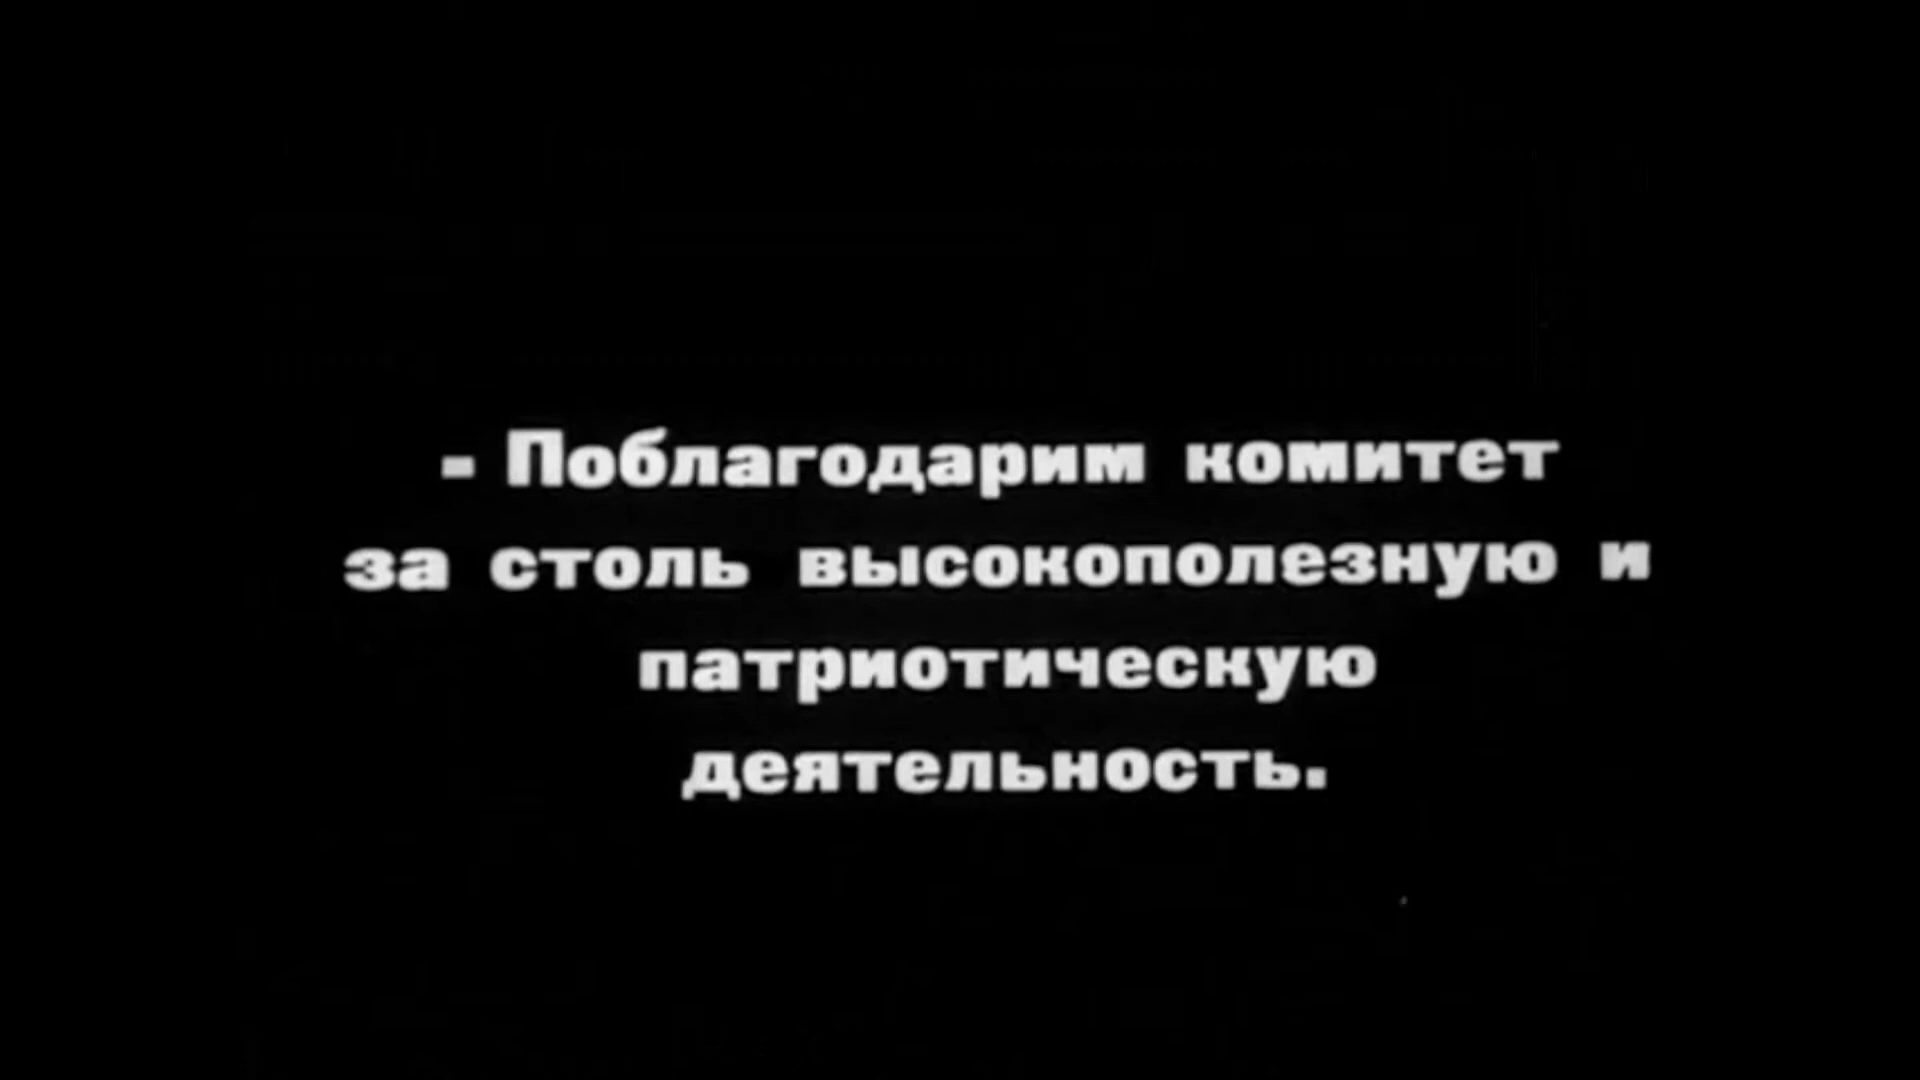 - Поблагодарим комитет
за столь высокополезную и
патриотическую
деятельность.